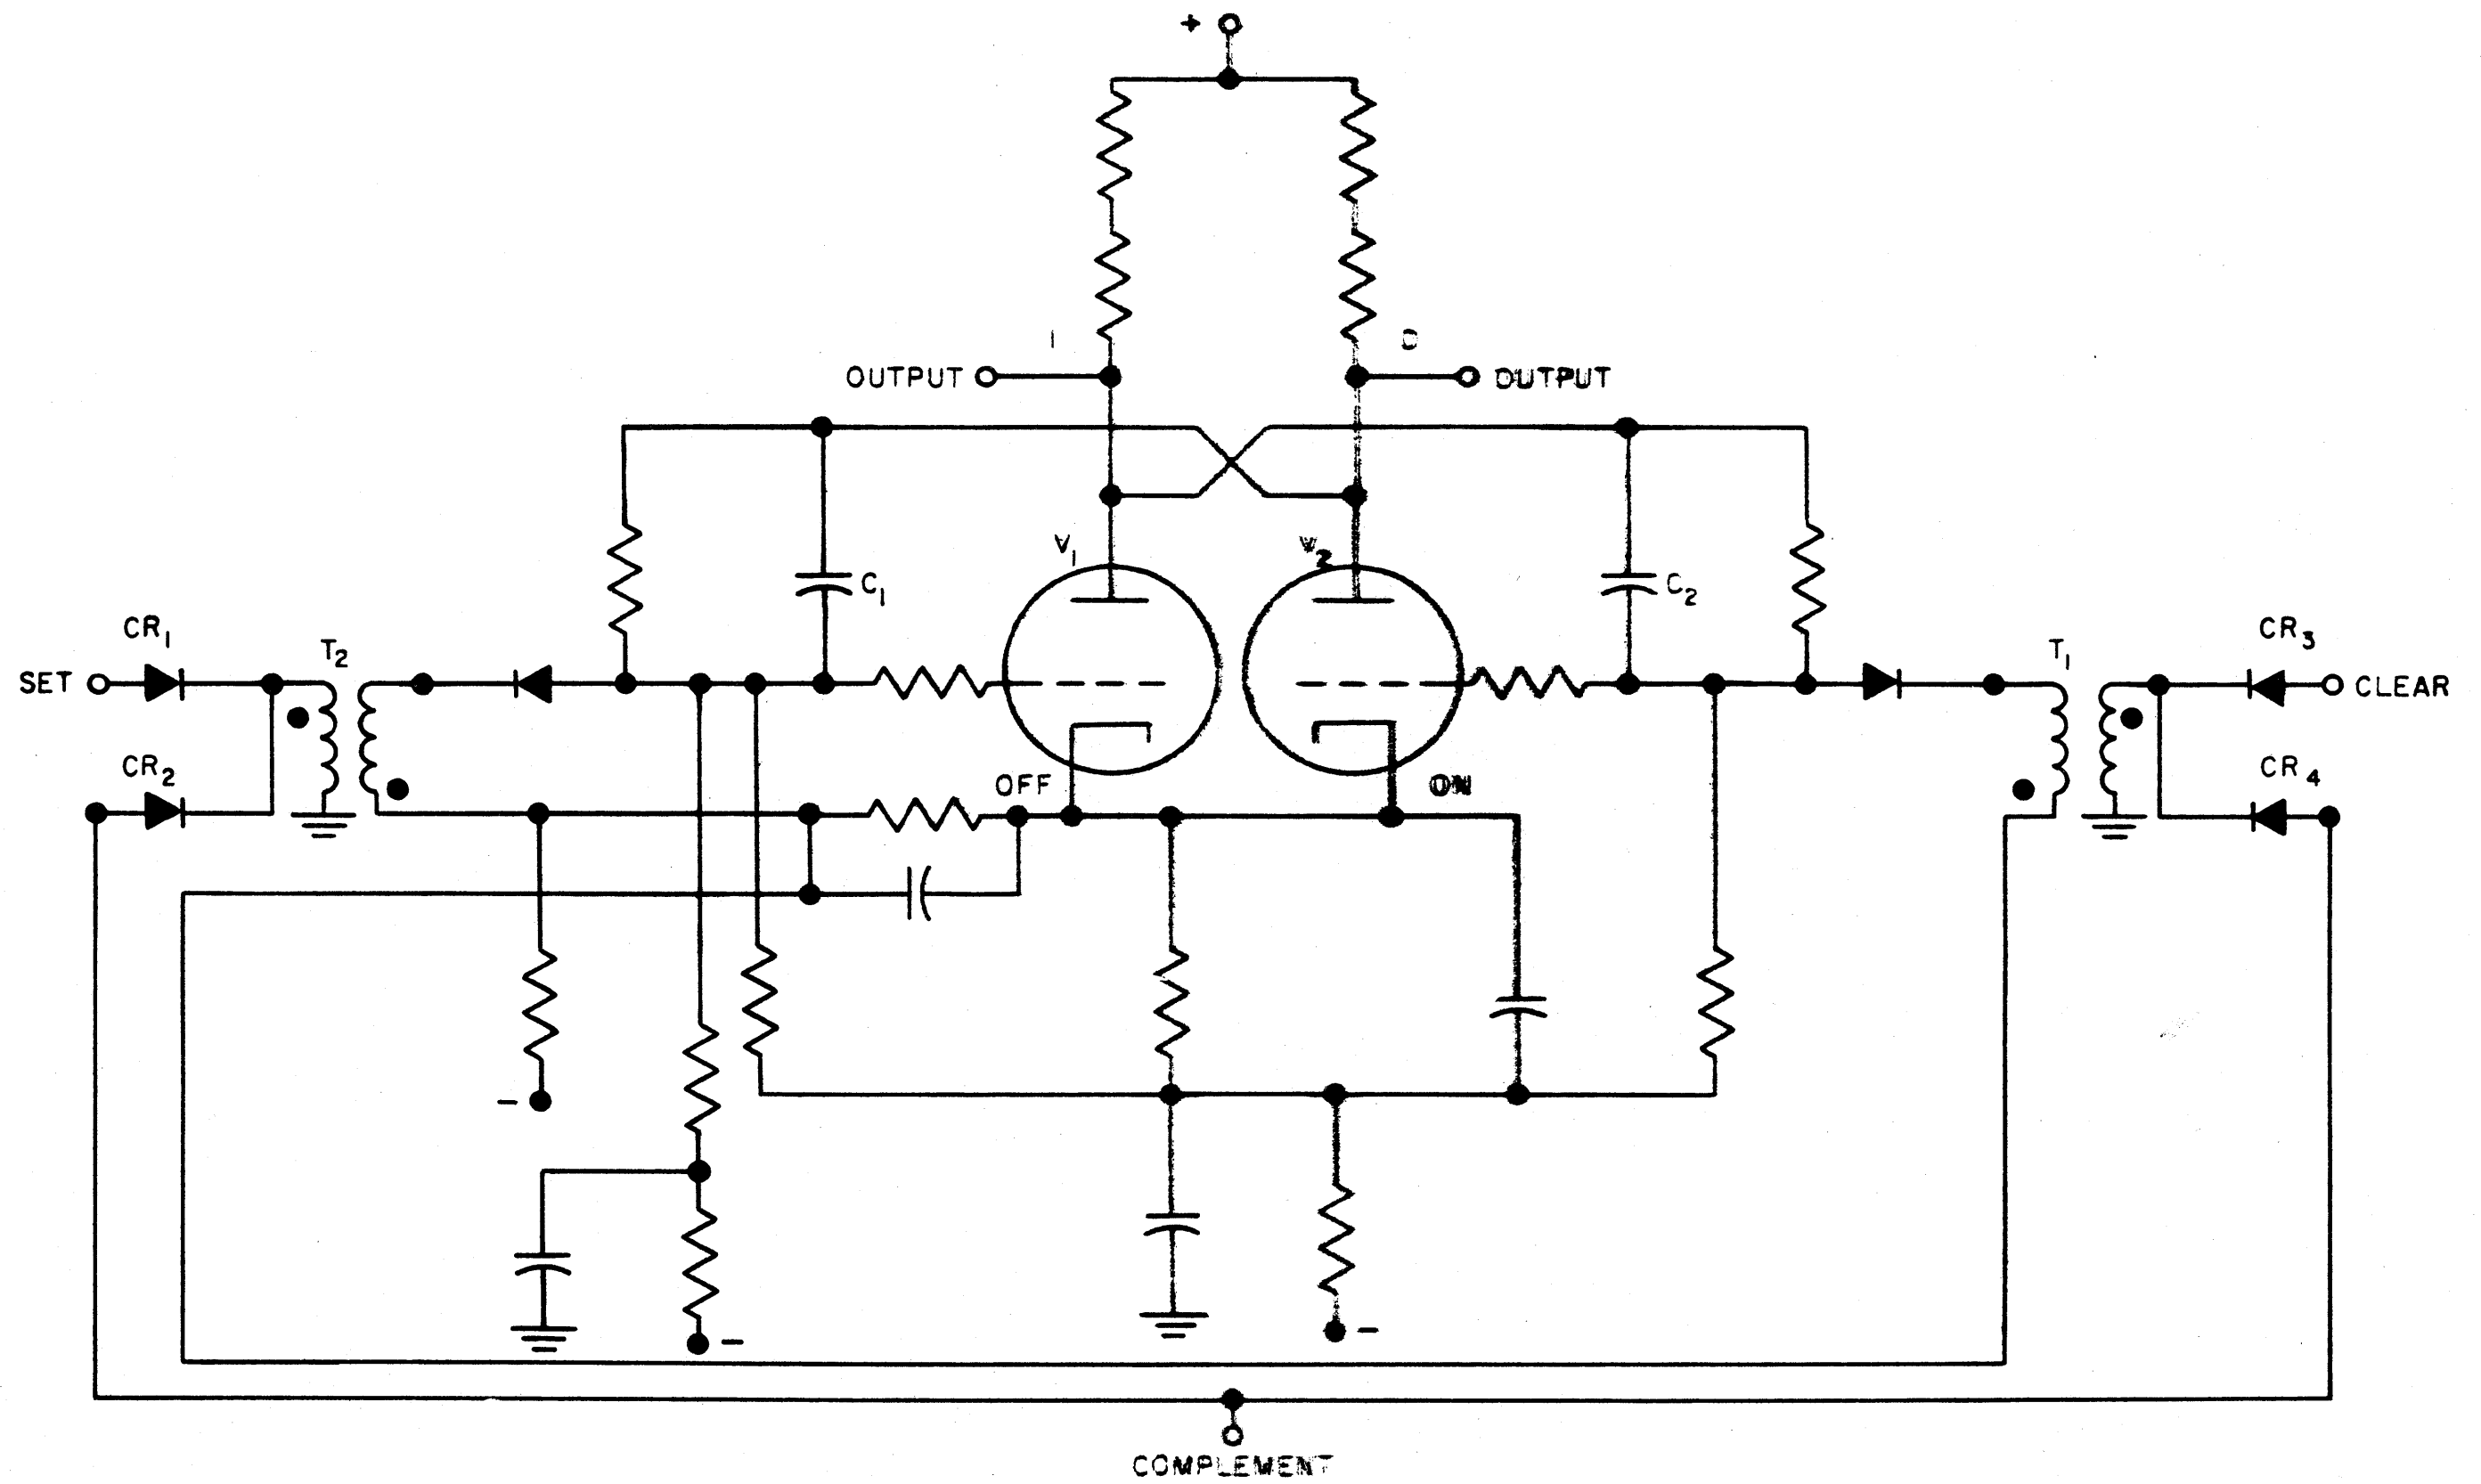 +
1 0
OUTPUT OUTPUT
V1 V2
C1 C2
CR1 T2 T1 CR3
SET CLEAR
CR2 OFF ON CR4
-
-
-
COMPLEMENT